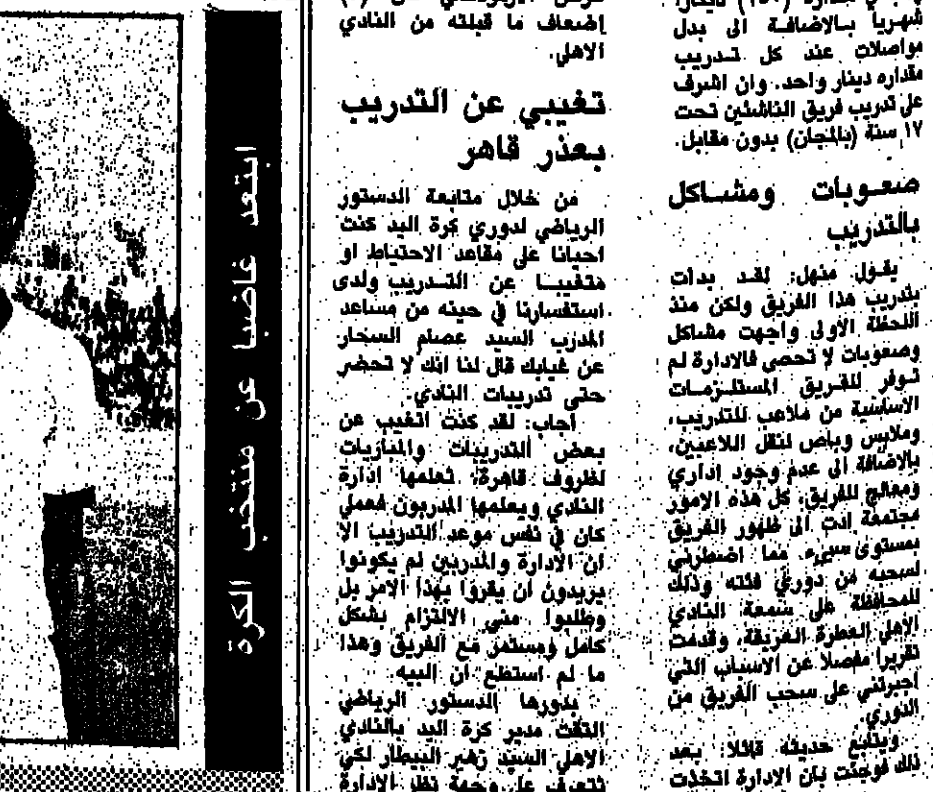 شهريا بالاضافة الى بدل
مواصلات عند كل تدريب
مقداره دينار واحد. وان اشرف
على تدريب فريق الناشئين تحت
١٧ سنة (بالمجان) بدون مقابل.
صعوبات ومشاكل
بالتدريب
يقول منهل: لقد بدات
بتدريب هذا الفريق ولكن منذ
اللحظة الأولى واجهت مشاكل
وصعوبات لا تحصى فالادارة لم
توفر للفريق المستلزمات
الاساسية من ملاعب للتدريب،
وملابس وباص لنقل اللاعبين،
بالاضافة الى عدم وجود اداري
ومعالج للفريق، كل هذه الامور
مجتمعة ادت الى ظهور الفريق
بمستوى سيء، مما اضطرني
لسحبه من دوري فئته وذلك
للمحافظة على سمعة النادي
الاهلي العطرة العريقة، وقدمت
تقريرا مفصلا عن الاسباب التي
اجبرتني على سحب الفريق من
الدوري.
ويتابع حديثه قائلا: بعد
ذلك فوجئت بان الادارة اتخذت
إضعاف ما قبلته من النادي
الاهلي.
تغيبي عن التدريب
بعذر قاهر
من خلال متابعة الدستور
الرياضي لدوري كرة اليد كنت
احيانا على مقاعد الاحتياط او
متغيبا عن التدريب ولدى
استفسارنا في حينه من مساعد
المدرب السيد عصام السحار
عن غيابك قال لنا انك لا تحضر
حتى تدريبات النادي.
اجاب: لقد كنت اتغيب عن
بعض التدريبات والمباريات
لظروف قاهرة، تعلمها ادارة
النادي ويعلمها المدربون فعملي
كان في نفس موعد التدريب الا
ان الادارة والمدربين لم يكونوا
يريدون ان يقروا بهذا الامر بل
وطلبوا مني الالتزام بشكل
كامل ومستمر مع الفريق وهذا
ما لم استطع ان البيه.
بدورها الدستور الرياضي
التقت مدير كرة اليد بالنادي
الاهلي السيد زهير البيطار لكي
نتعرف على وجهة نظر الادارة
ابتعد غاضبا عن منتخب الكرة